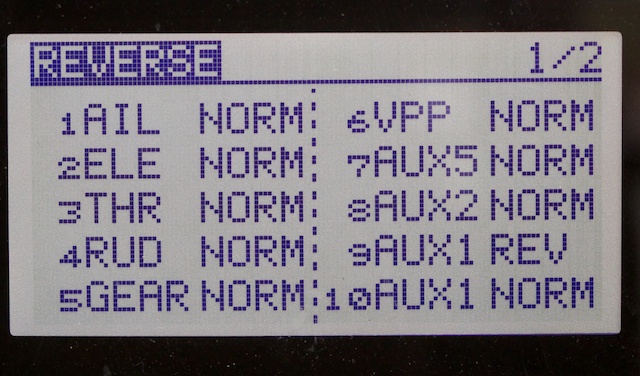 REVERSE 1/2
1AIL NORM 6VPP NORM
2ELE NORM 7AUX5 NORM
3THR NORM 8AUX2 NORM
4RUD NORM 9AUX1 REV
5GEAR NORM 10AUX1 NORM